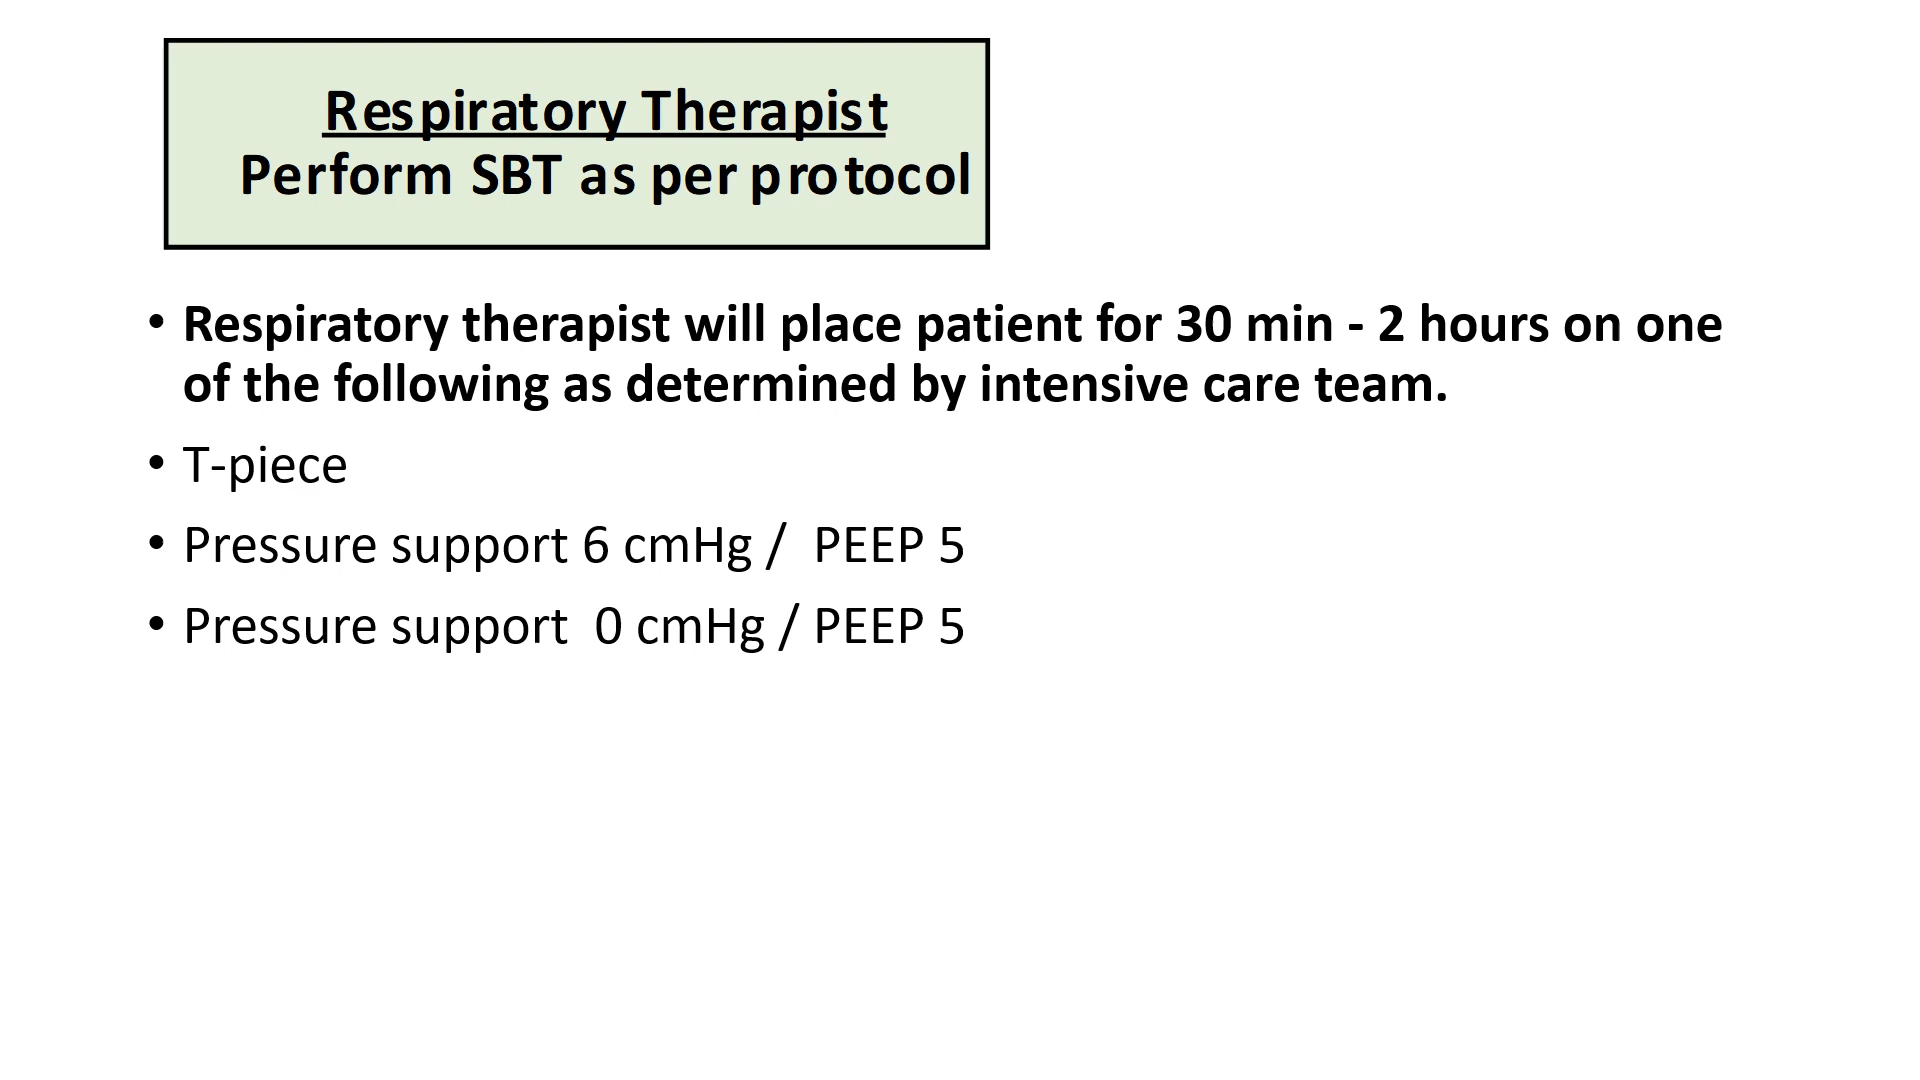 Respiratory Therapist
Perform SBT as per protocol
• Respiratory therapist will place patient for 30 min - 2 hours on one
of the following as determined by intensive care team.
• T-piece
• Pressure support 6 cmHg /  PEEP 5
• Pressure support  0 cmHg / PEEP 5